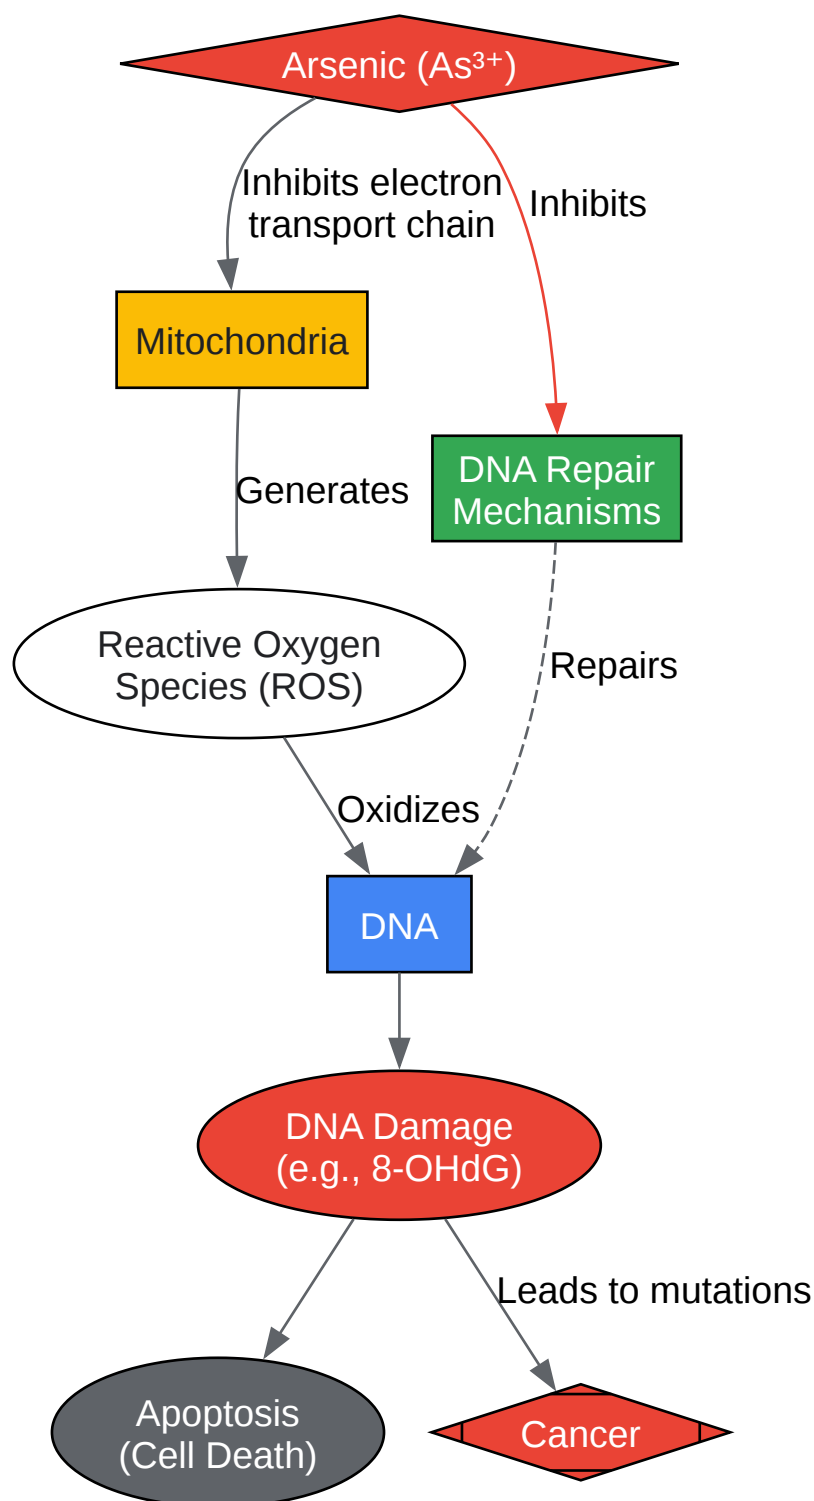 Arsenic (As³⁺)
Inhibits electron
transport chain
Inhibits
Mitochondria
DNA Repair
Mechanisms
Generates
Reactive Oxygen
Species (ROS)
Repairs
Oxidizes
DNA
DNA Damage
(e.g., 8-OHdG)
Leads to mutations
Apoptosis
(Cell Death)
Cancer